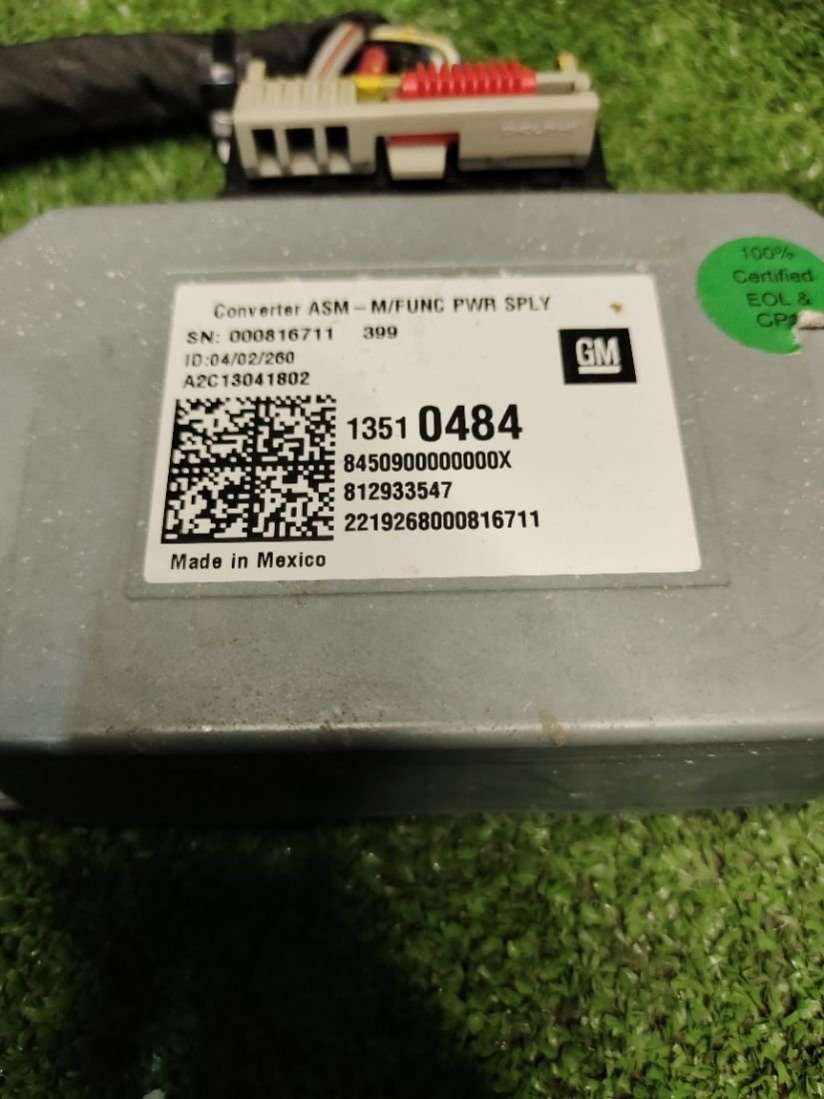 100%
Certified
EOL &
Converter ASM – M/FUNC PWR SPLY
SN: 000816711 399
ID:04/02/260
A2C13041802
GM
1351 0484
8450900000000X
812933547
2219268000816711
Made in Mexico